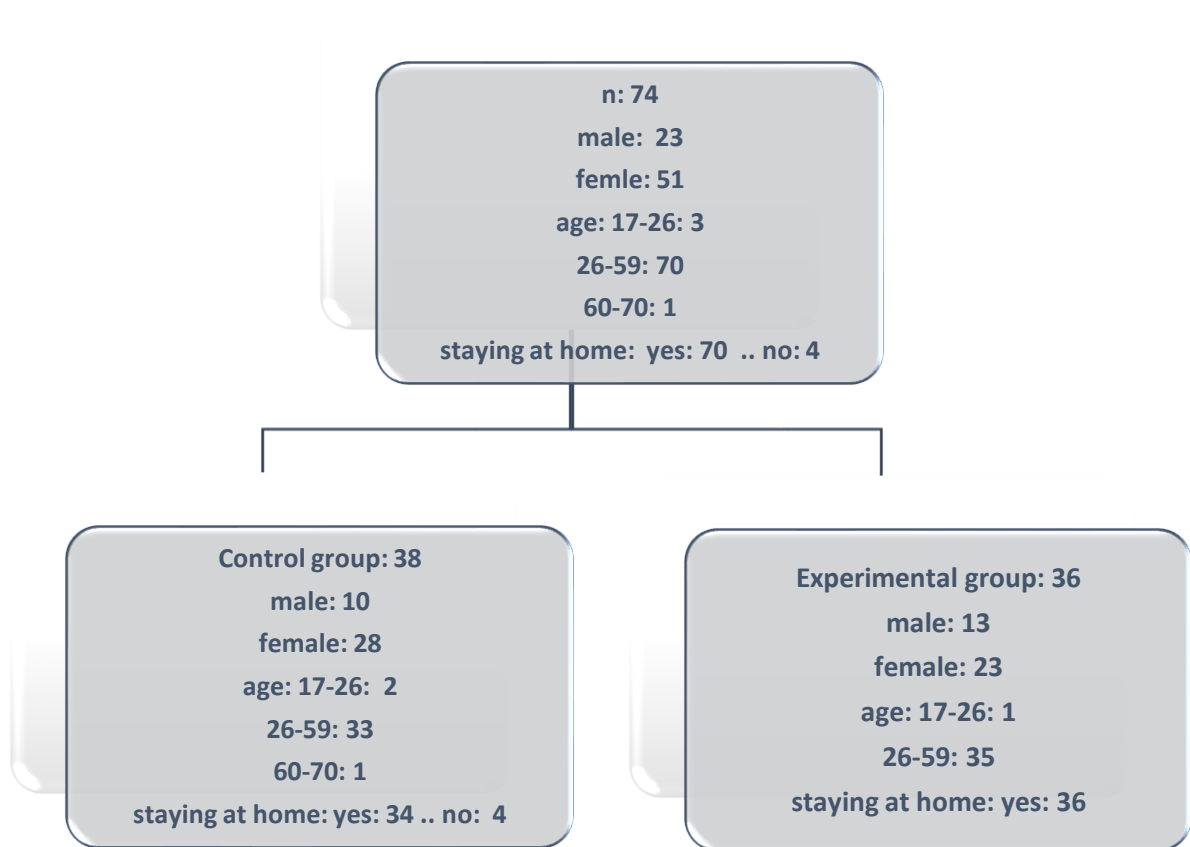 n: 74
male: 23
femle: 51
age: 17-26: 3
26-59: 70
60-70: 1
staying at home: yes: 70 .. no: 4
Control group: 38
male: 10
female: 28
age: 17-26: 2
26-59: 33
60-70: 1
staying at home: yes: 34 .. no: 4
Experimental group: 36
male: 13
female: 23
age: 17-26: 1
26-59: 35
staying at home: yes: 36